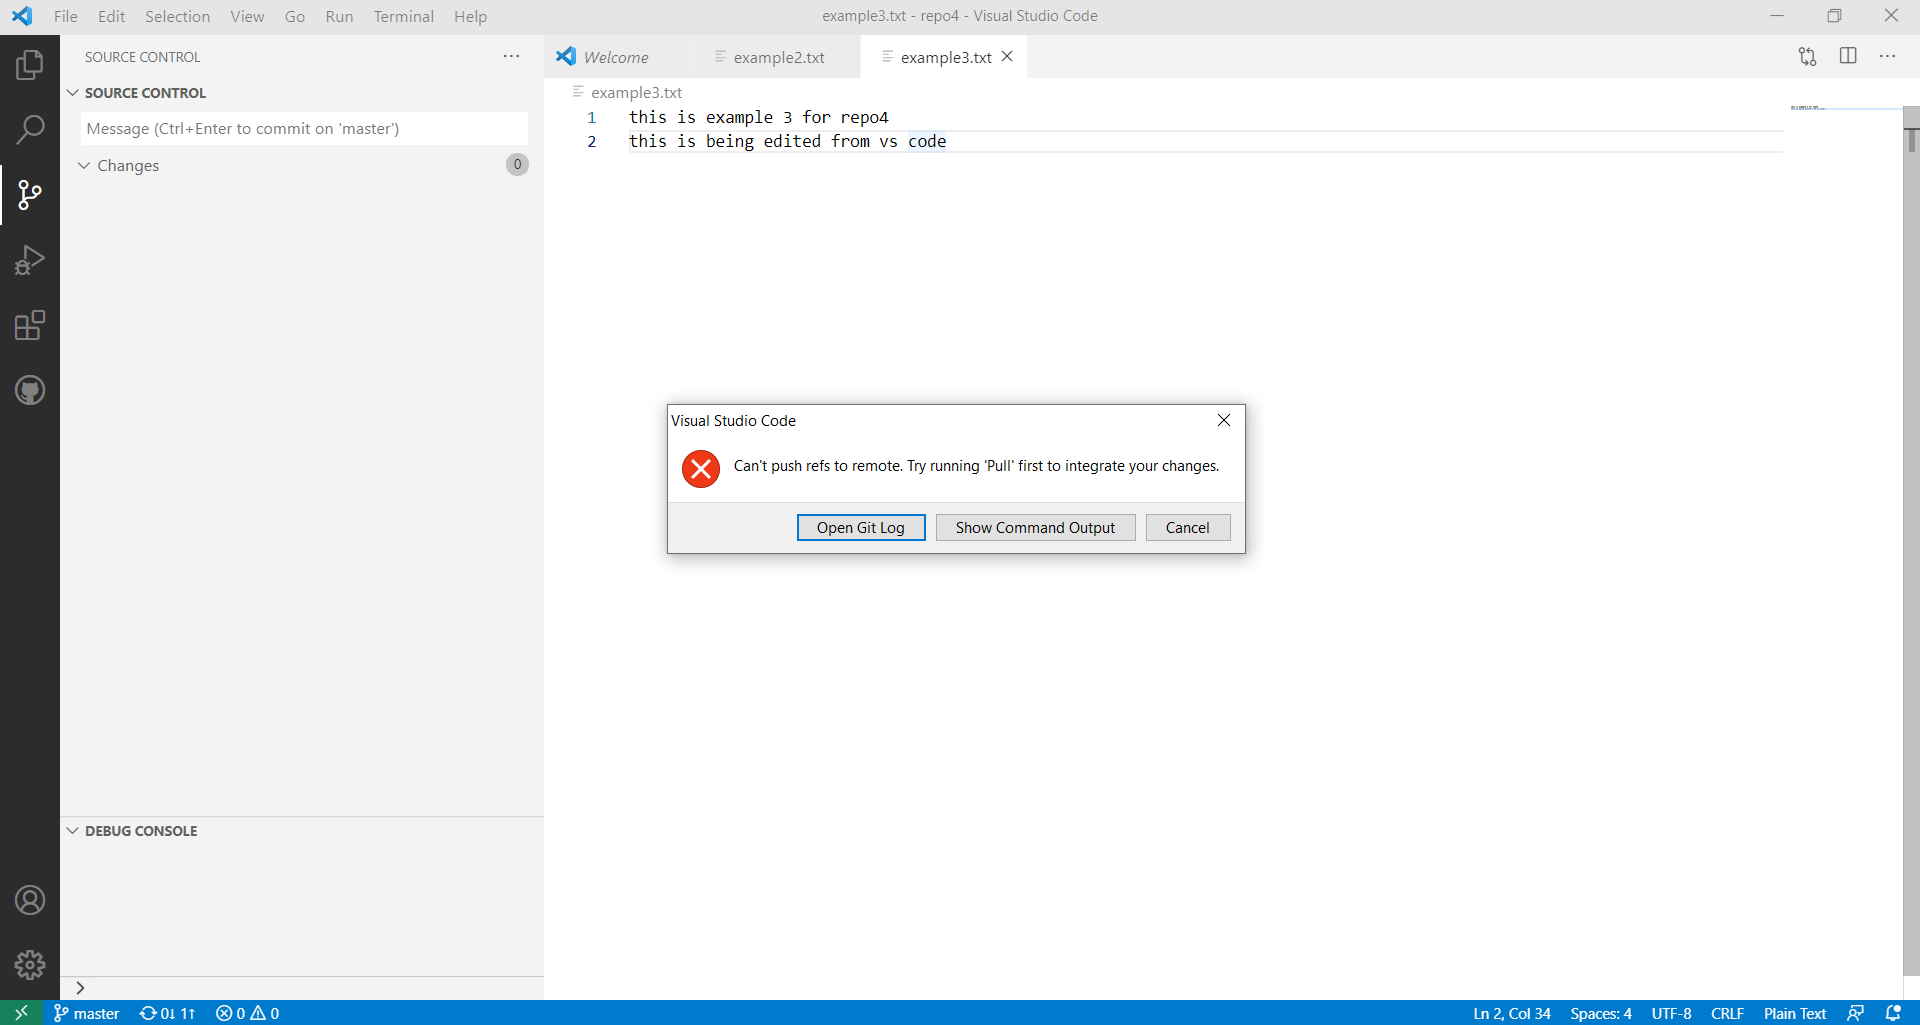 File Edit Selection View Go Run Terminal Help
example3.txt - repo4 - Visual Studio Code
SOURCE CONTROL
SOURCE CONTROL
Message (Ctrl+Enter to commit on 'master')
Changes
0
Welcome
example2.txt
example3.txt
example3.txt
1 this is example 3 for repo4
2 this is being edited from vs code
Visual Studio Code
Can't push refs to remote. Try running 'Pull' first to integrate your changes.
Open Git Log
Show Command Output
Cancel
DEBUG CONSOLE
master 0↓ 1↑ 0 0
Ln 2, Col 34 Spaces: 4 UTF-8 CRLF Plain Text